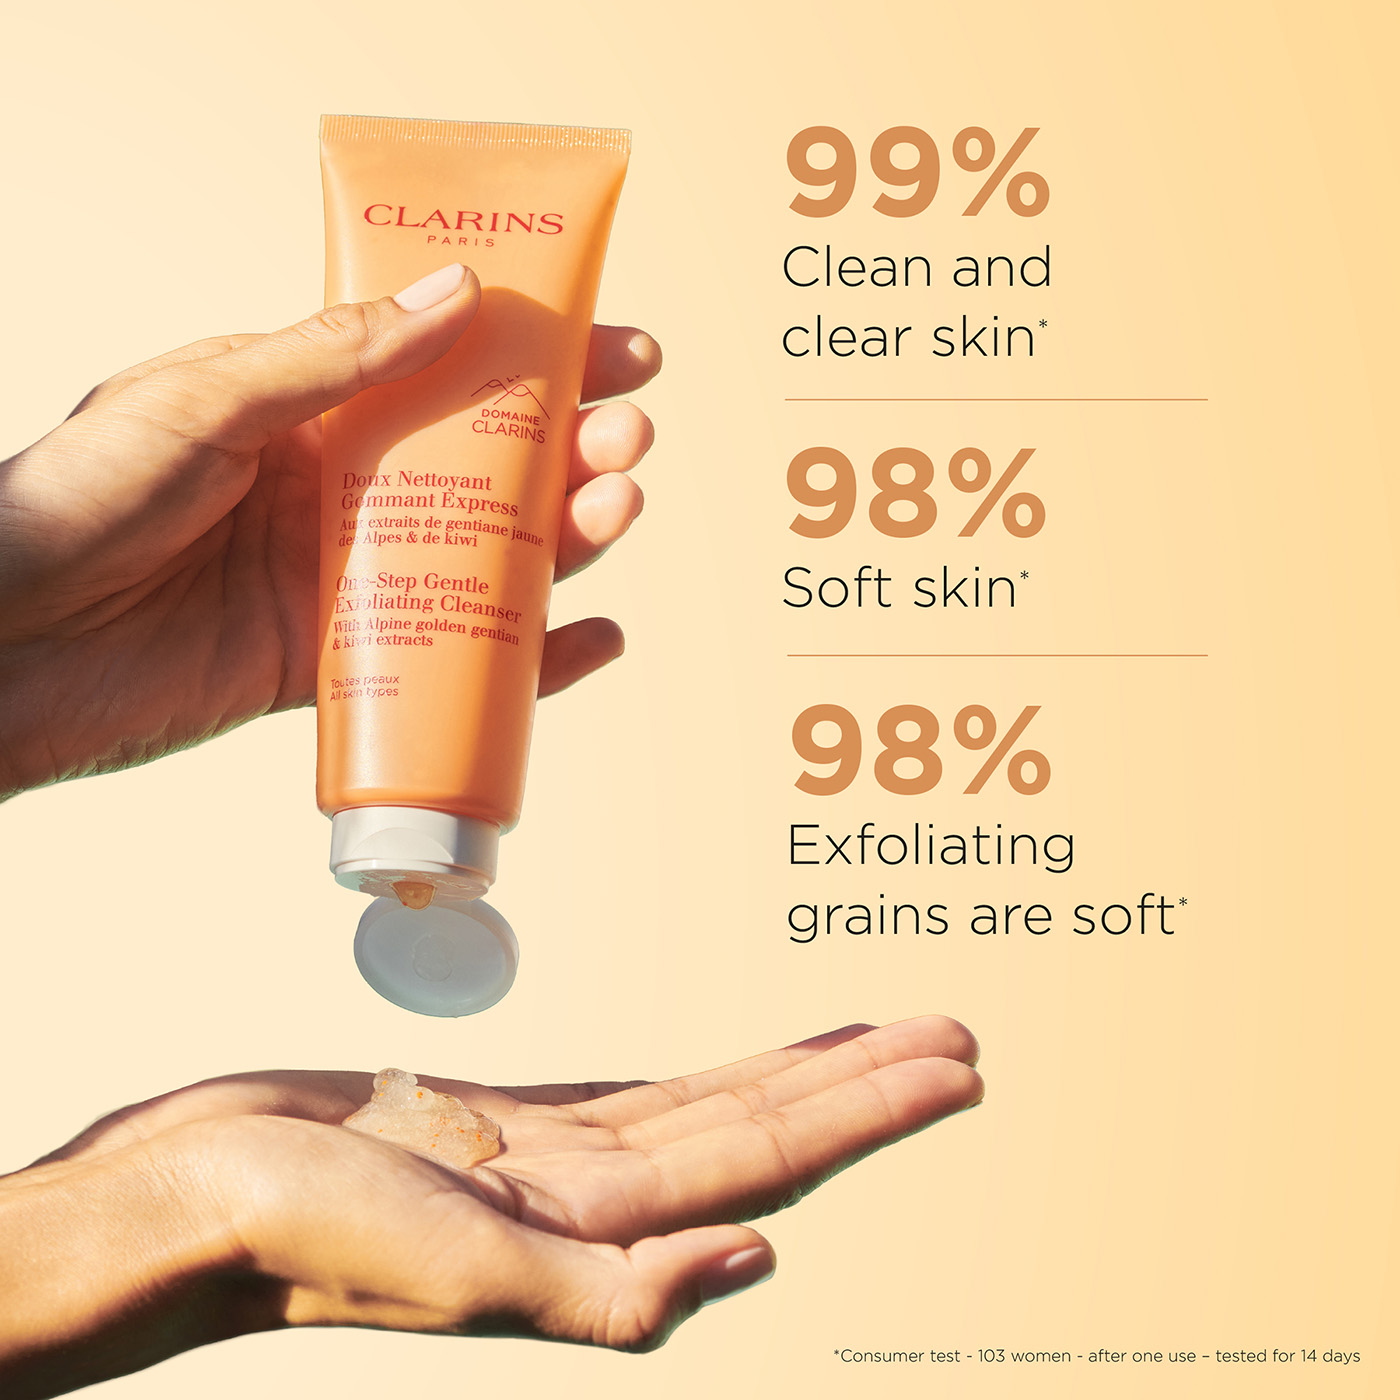 CLARINS
PARIS
DOMAINE
CLARINS
Doux Nettoyant
Gommant Express
Aux extraits de gentiane jaune
des Alpes & de kiwi
One-Step Gentle
Exfoliating Cleanser
With Alpine golden gentian
& kiwi extracts
Toutes peaux
All skin types
99%
Clean and
clear skin*
98%
Soft skin*
98%
Exfoliating
grains are soft*
*Consumer test - 103 women - after one use – tested for 14 days